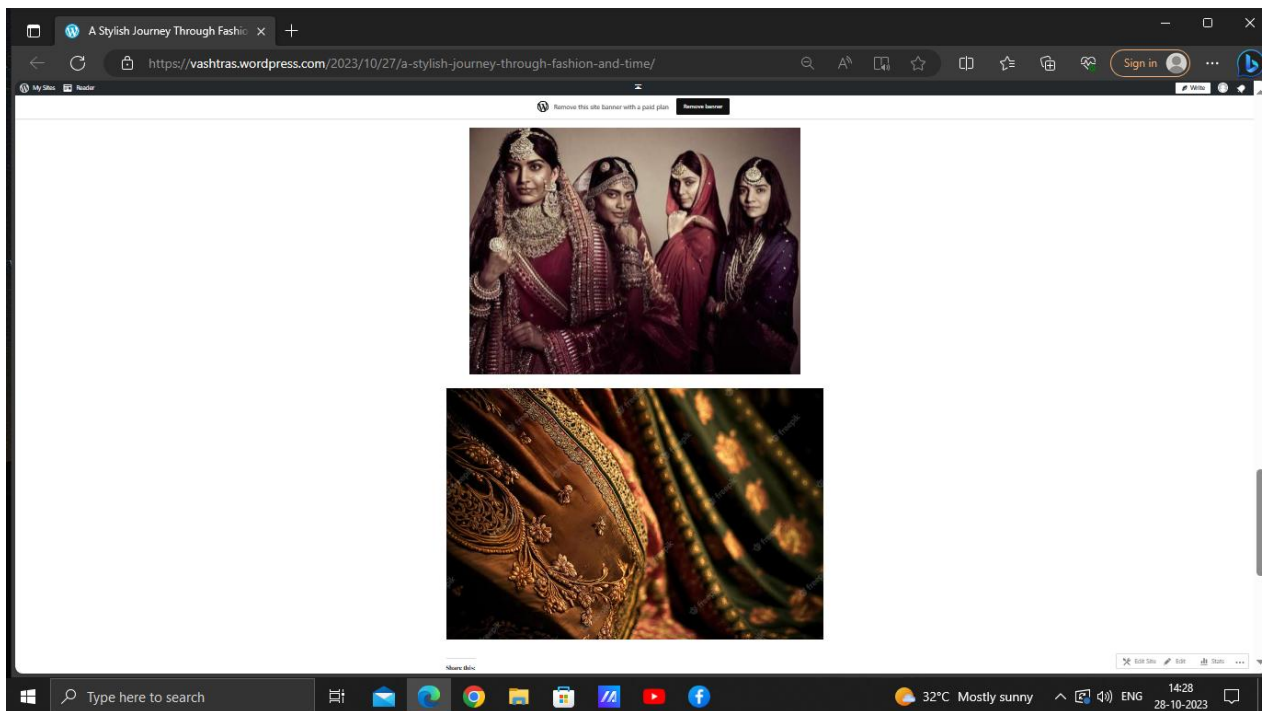 A Stylish Journey Through Fashio
https://vashtras.wordpress.com/2023/10/27/a-stylish-journey-through-fashion-and-time/
Sign in
My Sites Reader
Write
Remove this site banner with a paid plan Remove banner
freepik
Share this:
Edit Site Edit Stats
Type here to search
32°C Mostly sunny
ENG
14:28
28-10-2023